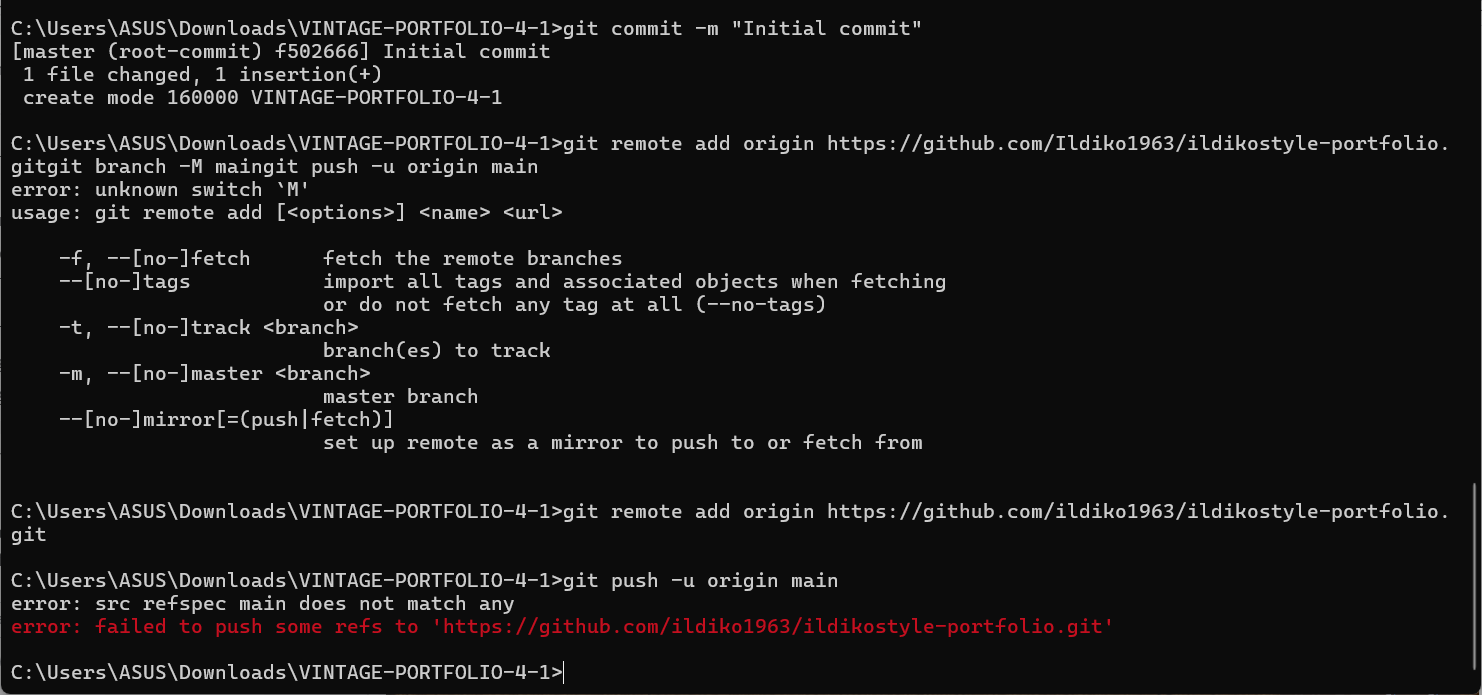 C:\Users\ASUS\Downloads\VINTAGE-PORTFOLIO-4-1>git commit -m "Initial commit"
[master (root-commit) f502666] Initial commit
 1 file changed, 1 insertion(+)
 create mode 160000 VINTAGE-PORTFOLIO-4-1
C:\Users\ASUS\Downloads\VINTAGE-PORTFOLIO-4-1>git remote add origin https://github.com/Ildiko1963/ildikostyle-portfolio.
gitgit branch -M maingit push -u origin main
error: unknown switch `M'
usage: git remote add [<options>] <name> <url>
    -f, --[no-]fetch      fetch the remote branches
    --[no-]tags           import all tags and associated objects when fetching
                          or do not fetch any tag at all (--no-tags)
    -t, --[no-]track <branch>
                          branch(es) to track
    -m, --[no-]master <branch>
                          master branch
    --[no-]mirror[=(push|fetch)]
                          set up remote as a mirror to push to or fetch from
C:\Users\ASUS\Downloads\VINTAGE-PORTFOLIO-4-1>git remote add origin https://github.com/ildiko1963/ildikostyle-portfolio.
git
C:\Users\ASUS\Downloads\VINTAGE-PORTFOLIO-4-1>git push -u origin main
error: src refspec main does not match any
error: failed to push some refs to 'https://github.com/ildiko1963/ildikostyle-portfolio.git'
C:\Users\ASUS\Downloads\VINTAGE-PORTFOLIO-4-1>